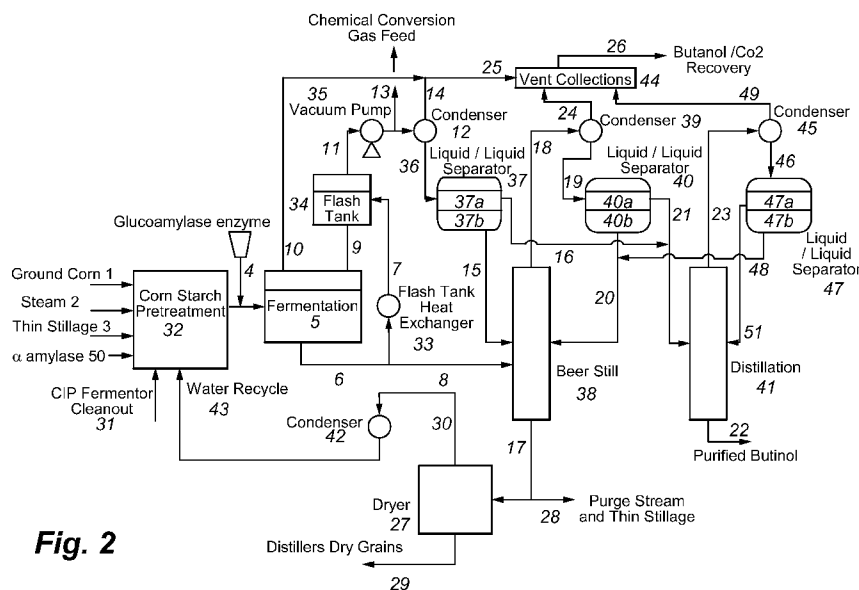 Chemical Conversion
Gas Feed
26
Butanol /Co2
Recovery
25
Vent Collections
44
35
13
14
Vacuum Pump
Condenser
12
24
Condenser 39
49
Condenser
45
11
36
Liquid / Liquid
Separator
37
18
Liquid / Liquid
Separator
40
46
34
Flash
Tank
37a
37b
19
40a
40b
21
23
47a
47b
Glucoamylase enzyme
4
10
9
7
15
16
20
48
Liquid
/ Liquid
Separator
47
Ground Corn 1
Steam 2
Thin Stillage 3
α amylase 50
Corn Starch
Pretreatment
32
Fermentation
5
Flash Tank
Heat
Exchanger
33
51
6
8
Beer Still
38
Distillation
41
CIP Fermentor
Cleanout
31
Water Recycle
43
Condenser
42
30
17
22
Purified Butinol
Dryer
27
28
Purge Stream
and Thin Stillage
Distillers Dry Grains
29
Fig. 2